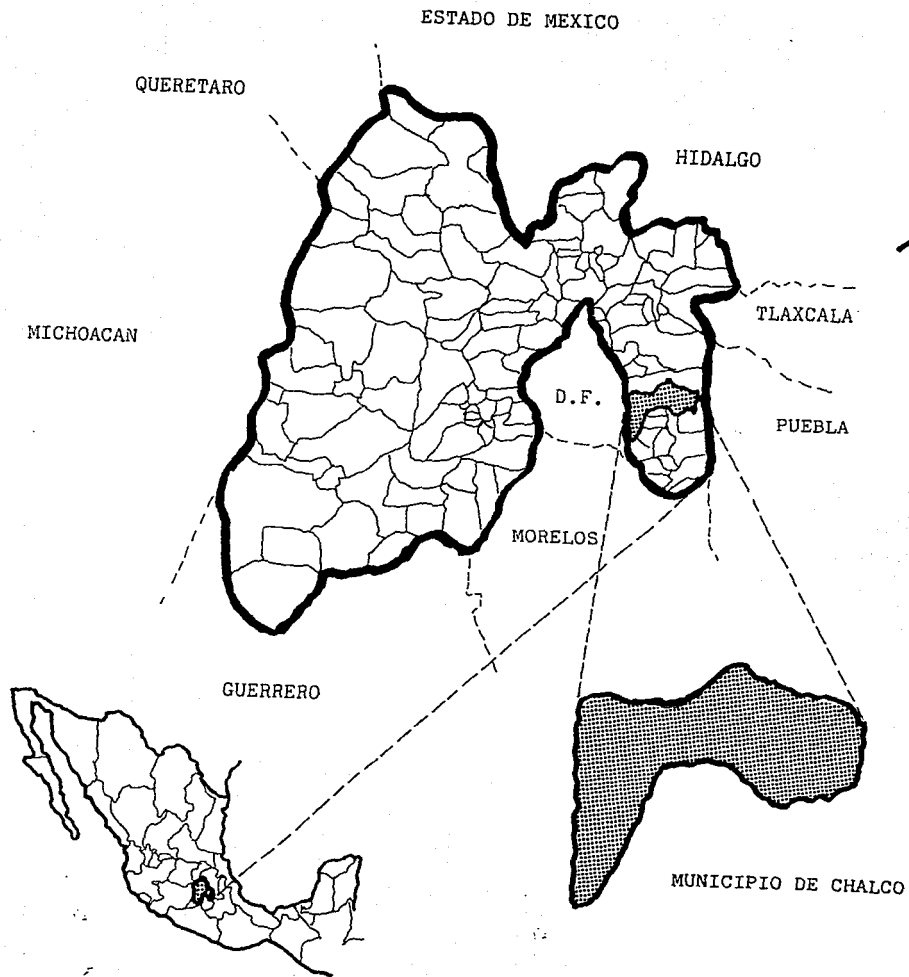 ESTADO DE MEXICO
QUERETARO
HIDALGO
TLAXCALA
MICHOACAN
D.F.
PUEBLA
MORELOS
GUERRERO
MUNICIPIO DE CHALCO